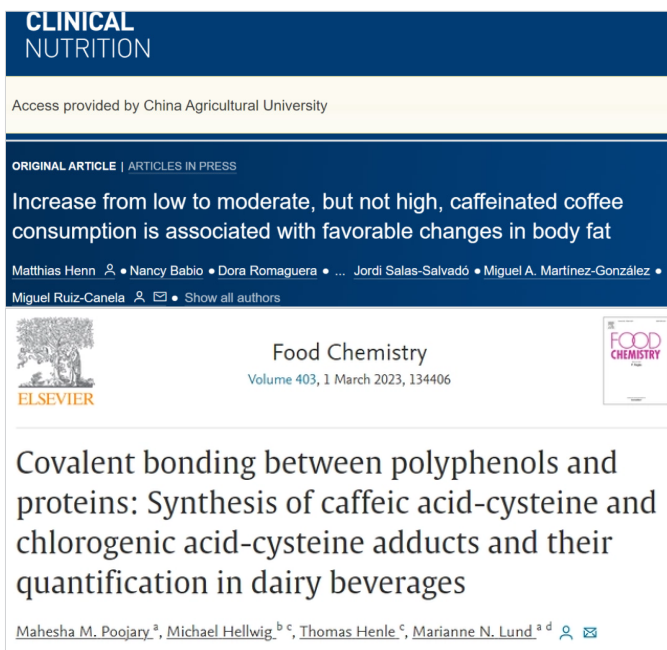 CLINICAL
NUTRITION
Access provided by China Agricultural University
ORIGINAL ARTICLE | ARTICLES IN PRESS
Increase from low to moderate, but not high, caffeinated coffee
consumption is associated with favorable changes in body fat
Matthias Henn • Nancy Babio • Dora Romaguera • ... Jordi Salas-Salvadó • Miguel A. Martínez-González •
Miguel Ruiz-Canela • Show all authors
ELSEVIER
Food Chemistry
Volume 403, 1 March 2023, 134406
FOOD
CHEMISTRY
Covalent bonding between polyphenols and
proteins: Synthesis of caffeic acid-cysteine and
chlorogenic acid-cysteine adducts and their
quantification in dairy beverages
Mahesha M. Poojary a, Michael Hellwig b c, Thomas Henle c, Marianne N. Lund a d